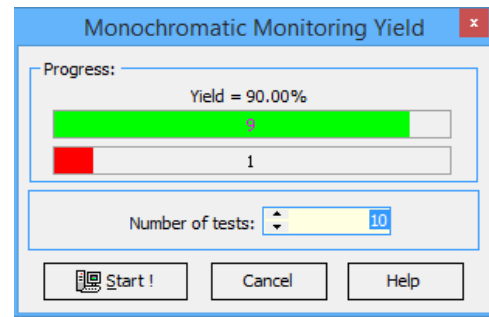 Monochromatic Monitoring Yield
x
Progress:
Yield = 90.00%
9
1
Number of tests: 10
Start !
Cancel
Help